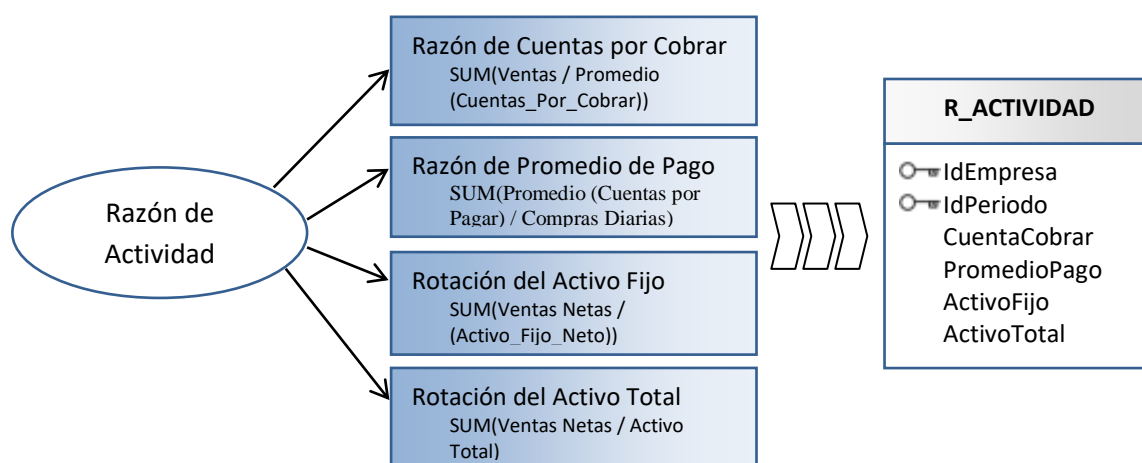 Razón de
Actividad
Razón de Cuentas por Cobrar
SUM(Ventas / Promedio
(Cuentas_Por_Cobrar))
Razón de Promedio de Pago
SUM(Promedio (Cuentas por
Pagar) / Compras Diarias)
Rotación del Activo Fijo
SUM(Ventas Netas /
(Activo_Fijo_Neto))
Rotación del Activo Total
SUM(Ventas Netas / Activo
Total)
R_ACTIVIDAD
IdEmpresa
IdPeriodo
CuentaCobrar
PromedioPago
ActivoFijo
ActivoTotal